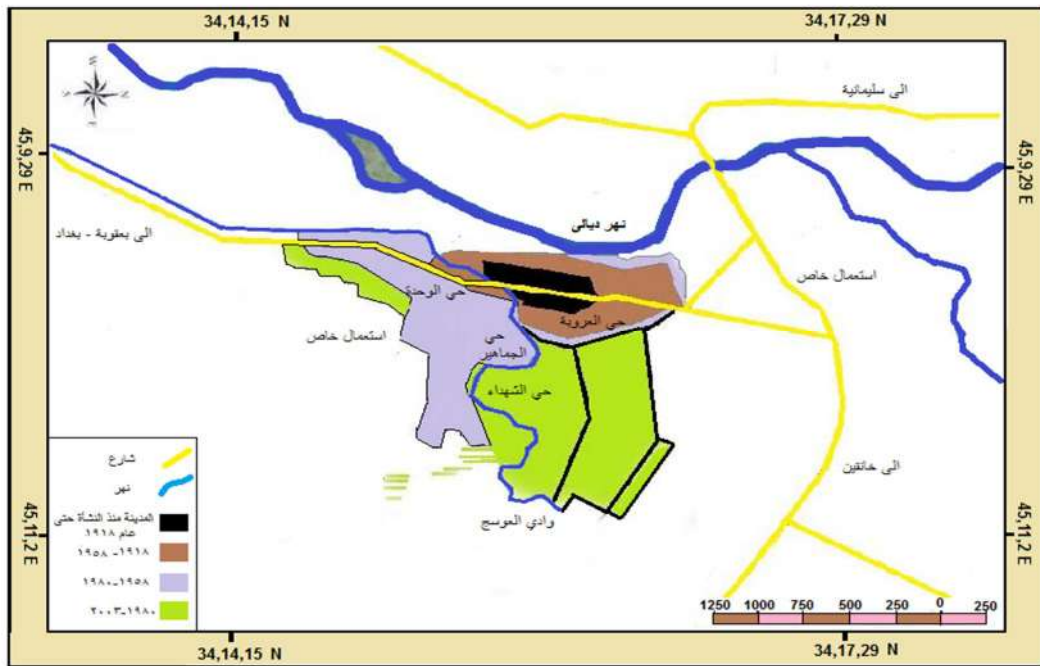 34,14,15 N
34,17,29 N
W
N
S
E
الى سليمانية
45,9,29 E
45,9,29 E
نهر ديالى
الى بعقوبة - بغداد
استعمال خاص
حي الوحدة
حي العروبة
استعمال خاص
حي
الجماهير
حي الشهداء
الى خانقين
وادي العوسج
شارع
نهر
المدينة منذ النشأة حتى
عام ١٩١٨
١٩١٨-١٩٥٨
١٩٥٨-١٩٨٠
١٩٨٠-٢٠٠٣
45,11,2 E
45,11,2 E
1250 1000 750 500 250 0 250
34,14,15 N
34,17,29 N